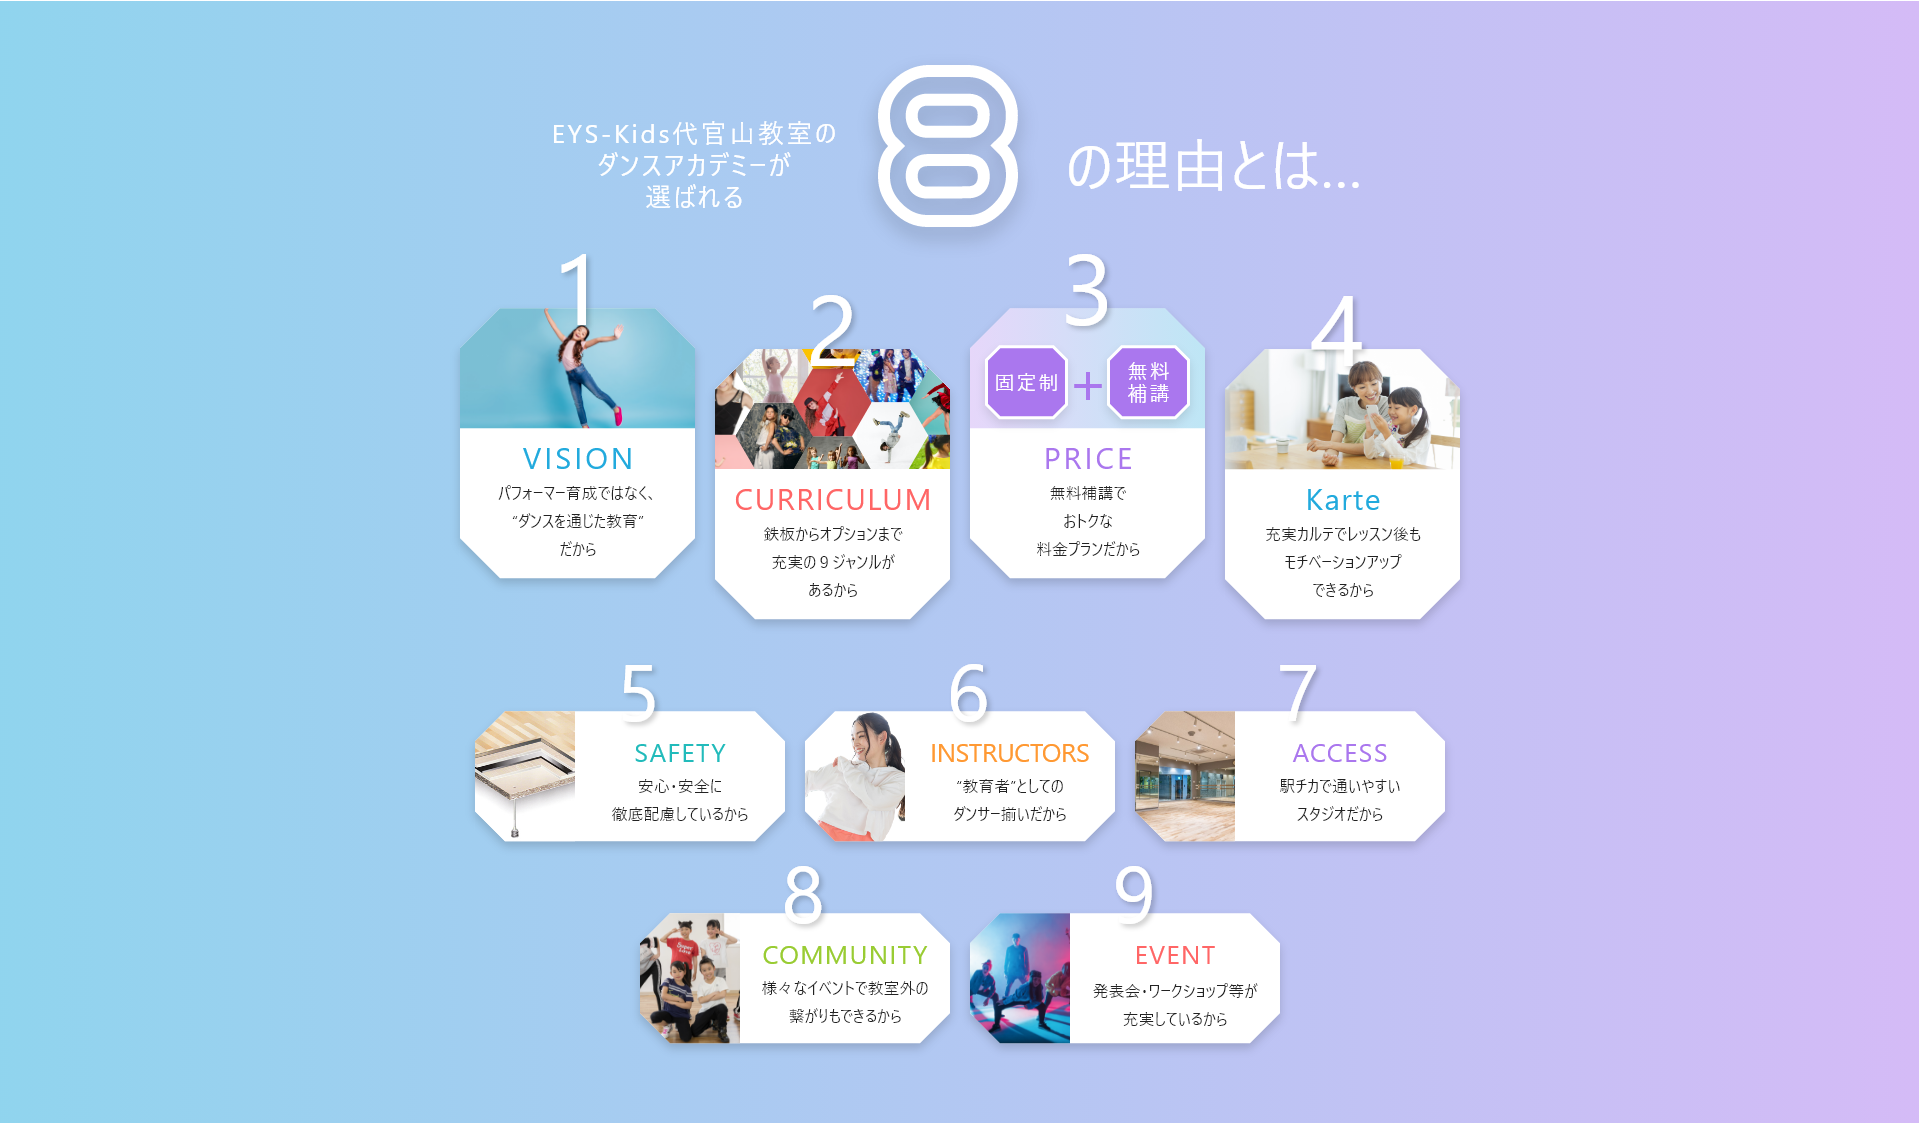 EYS-Kids代官山教室の
ダンスアカデミーが
選ばれる
8
の理由とは...
1
VISION
パフォーマー育成ではなく、
“ダンスを通じた教育”
だから
2
CURRICULUM
鉄板からオプションまで
充実の９ジャンルが
あるから
3
固定制
+
無料
補講
PRICE
無料補講で
おトクな
料金プランだから
4
Karte
充実カルテでレッスン後も
モチベーションアップ
できるから
5
SAFETY
安心・安全に
徹底配慮しているから
6
INSTRUCTORS
“教育者”としての
ダンサー揃いだから
7
ACCESS
駅チカで通いやすい
スタジオだから
8
COMMUNITY
様々なイベントで教室外の
繋がりもできるから
9
EVENT
発表会・ワークショップ等が
充実しているから